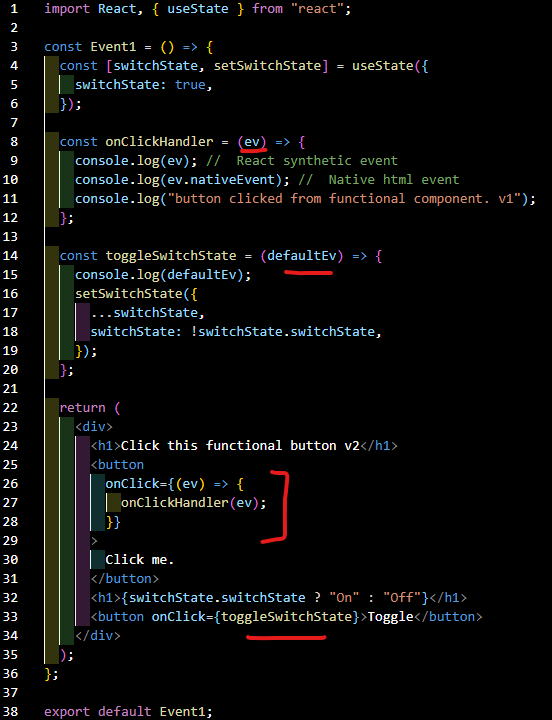 1 import React, { useState } from "react";
2
3 const Event1 = () => {
4 const [switchState, setSwitchState] = useState({
5 switchState: true,
6 });
7
8 const onClickHandler = (ev) => {
9 console.log(ev); //  React synthetic event
10 console.log(ev.nativeEvent); //  Native html event
11 console.log("button clicked from functional component. v1");
12 };
13
14 const toggleSwitchState = (defaultEv) => {
15 console.log(defaultEv);
16 setSwitchState({
17 ...switchState,
18 switchState: !switchState.switchState,
19 });
20 };
21
22 return (
23 <div>
24 <h1>Click this functional button v2</h1>
25 <button
26 onClick={(ev) => {
27 onClickHandler(ev);
28 }}
29 >
30 Click me.
31 </button>
32 <h1>{switchState.switchState ? "On" : "Off"}</h1>
33 <button onClick={toggleSwitchState}>Toggle</button>
34 </div>
35 );
36 };
37
38 export default Event1;